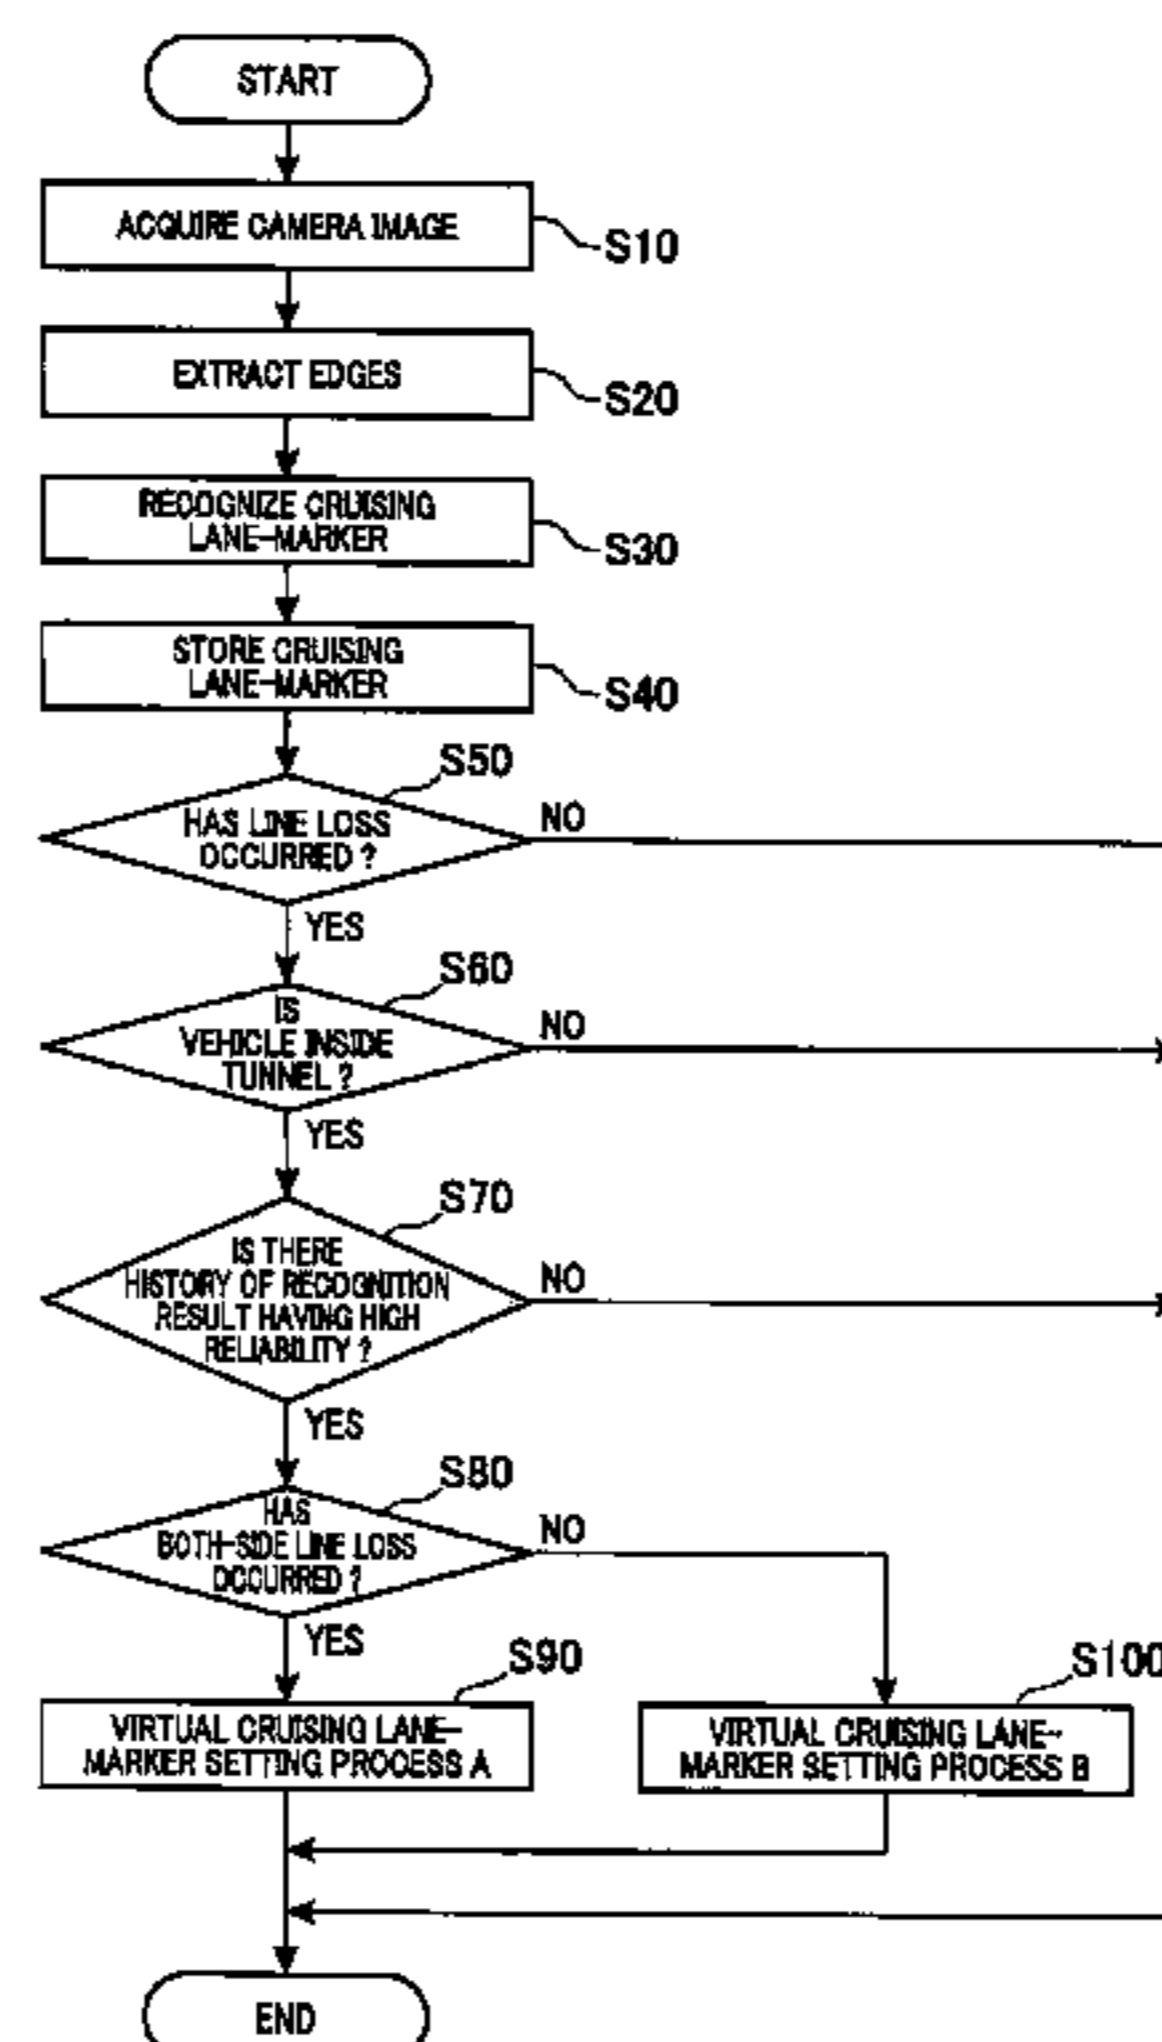 START
ACQUIRE CAMERA IMAGE
S10
EXTRACT EDGES
S20
RECOGNIZE CRUISING
LANE-MARKER
S30
STORE CRUISING
LANE-MARKER
S40
S50
HAS LINE LOSS
OCCURRED ?
NO
YES
S60
IS
VEHICLE INSIDE
TUNNEL ?
NO
YES
S70
IS THERE
HISTORY OF RECOGNITION
RESULT HAVING HIGH
RELIABILITY ?
NO
YES
S80
HAS
BOTH-SIDE LINE LOSS
OCCURRED ?
NO
YES
S90
VIRTUAL CRUISING LANE-
MARKER SETTING PROCESS A
S100
VIRTUAL CRUISING LANE-
MARKER SETTING PROCESS B
END